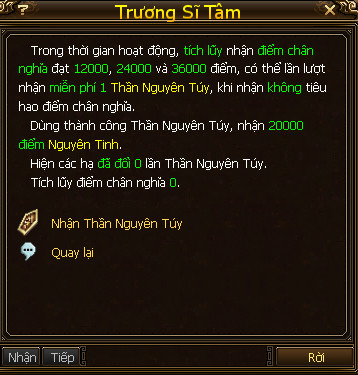 ?
Trương Sĩ Tâm
Trong thời gian hoạt động, tích lũy nhận điểm chân
nghĩa đạt 12000, 24000 và 36000 điểm, có thể lần lượt
nhận miễn phí 1 Thần Nguyên Túy, khi nhận không tiêu
hao điểm chân nghĩa.
Dùng thành công Thần Nguyên Túy, nhận 20000
điểm Nguyên Tinh.
Hiện các hạ đã đổi 0 lần Thần Nguyên Túy.
Tích lũy điểm chân nghĩa 0.
Nhận Thần Nguyên Túy
Quay lại
Nhận Tiếp Rời